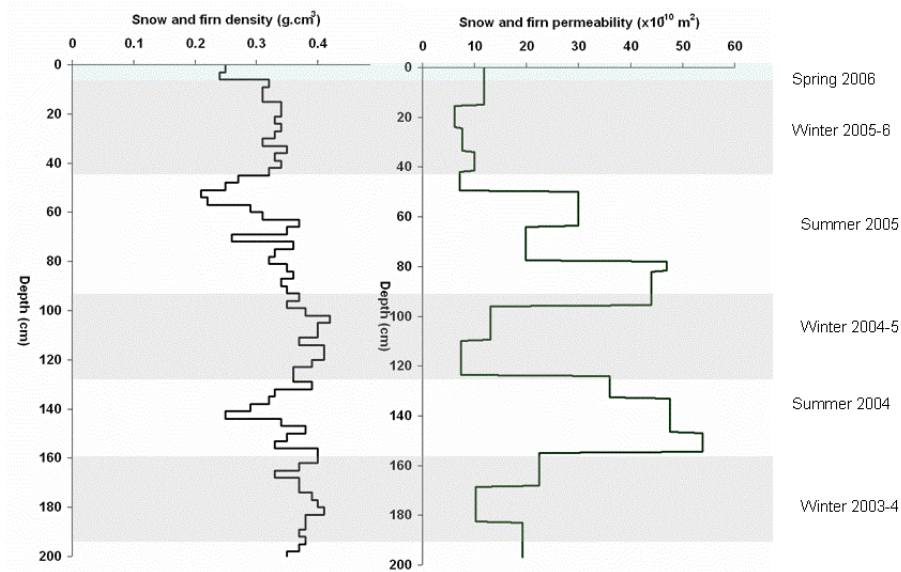 Snow and firn density (g.cm³)
0 0.1 0.2 0.3 0.4
0
20
40
60
80
100
120
140
160
180
200
Depth (cm)
Snow and firn permeability (x10¹⁰ m²)
0 10 20 30 40 50 60
0
20
40
60
80
100
120
140
160
180
200
Depth (cm)
Spring 2006
Winter 2005-6
Summer 2005
Winter 2004-5
Summer 2004
Winter 2003-4